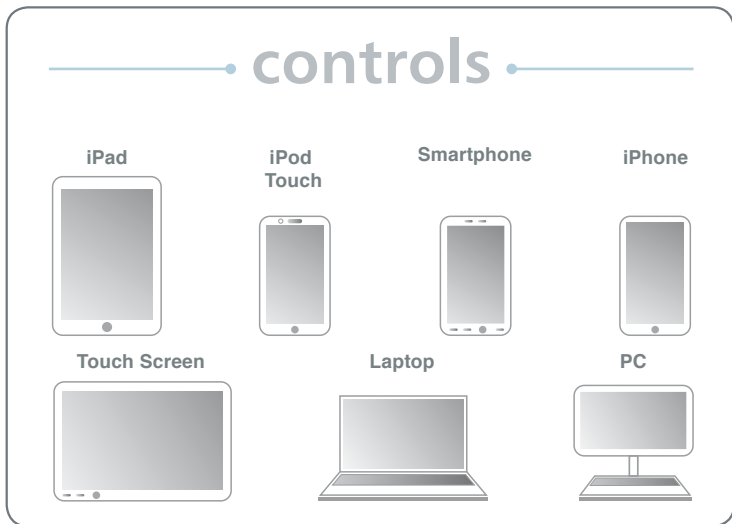 controls
iPad
iPod
Touch
Smartphone
iPhone
Touch Screen
Laptop
PC